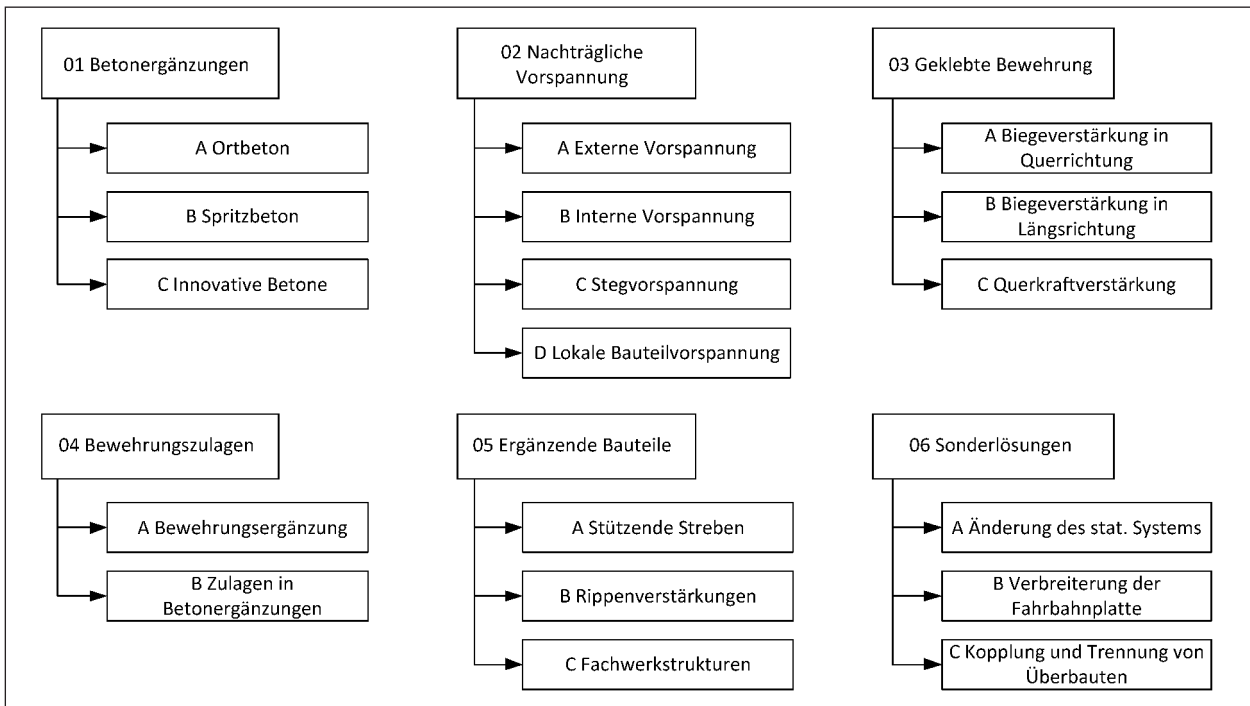 01 Betonergänzungen
A Ortbeton
B Spritzbeton
C Innovative Betone
02 Nachträgliche
Vorspannung
A Externe Vorspannung
B Interne Vorspannung
C Stegvorspannung
D Lokale Bauteilvorspannung
03 Geklebte Bewehrung
A Biegeverstärkung in
Querrichtung
B Biegeverstärkung in
Längsrichtung
C Querkraftverstärkung
04 Bewehrungszulagen
A Bewehrungsergänzung
B Zulagen in
Betonergänzungen
05 Ergänzende Bauteile
A Stützende Streben
B Rippenverstärkungen
C Fachwerkstrukturen
06 Sonderlösungen
A Änderung des stat. Systems
B Verbreiterung der
Fahrbahnplatte
C Kopplung und Trennung von
Überbauten